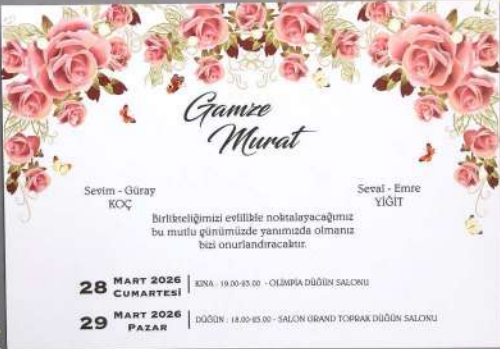 Gamze
Murat
Sevim - Güray
KOÇ
Seval - Emre
YİĞİT
Birlikteliğimizi evlilikle noktalayacağımız
bu mutlu günümüzde yanımızda olmanız
bizi onurlandıracaktır.
28 MART 2026 CUMARTESİ
KINA : 19.00-23.00 - OLİMPİA DÜĞÜN SALONU
29 MART 2026 PAZAR
DÜĞÜN : 18.00-23.00 - SALON GRAND TOPRAK DÜĞÜN SALONU